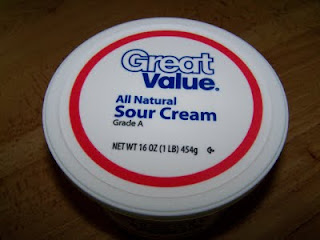 Great
Value®
All Natural
Sour Cream
Grade A
NET WT 16 OZ (1 LB) 454g